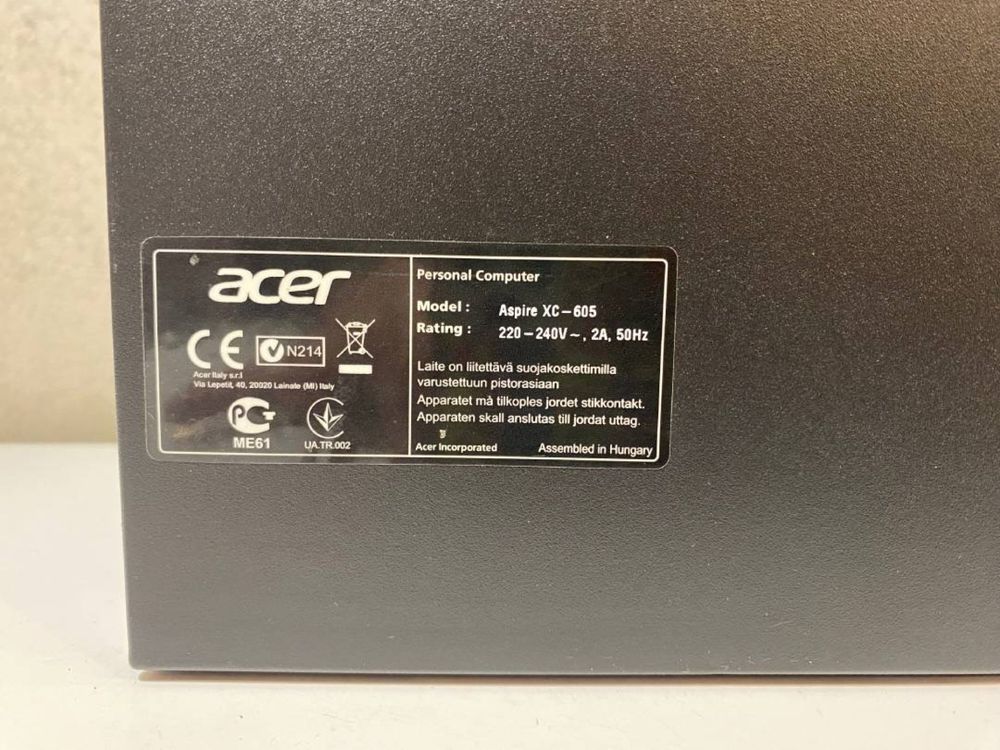 acer
CE
N214
Acer Italy s.r.l
Via Lepetit, 40, 20020 Lainate (MI) Italy
PC
ME61
UA.TR.002
Personal Computer
Model : Aspire XC-605
Rating : 220-240V~, 2A, 50Hz
Laite on liitettävä suojakoskettimilla
varustettuun pistorasiaan
Apparatet må tilkoples jordet stikkontakt.
Apparaten skall anslutas till jordat uttag.
Acer Incorporated
Assembled in Hungary